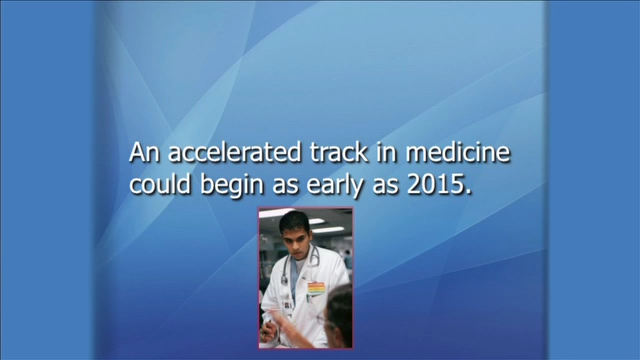 An accelerated track in medicine
could begin as early as 2015.